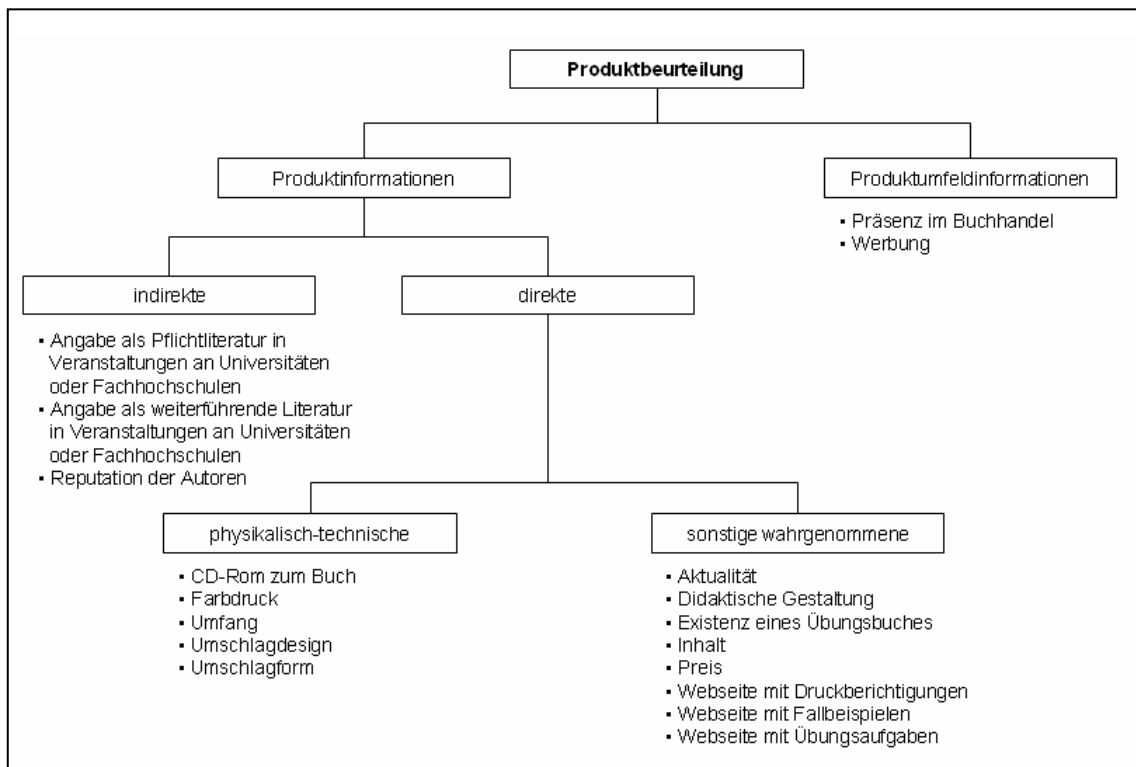 Produktbeurteilung
Produktinformationen
Produktumfeldinformationen
▪ Präsenz im Buchhandel
▪ Werbung
indirekte
direkte
▪ Angabe als Pflichtliteratur in
Veranstaltungen an Universitäten
oder Fachhochschulen
▪ Angabe als weiterführende Literatur
in Veranstaltungen an Universitäten
oder Fachhochschulen
▪ Reputation der Autoren
physikalisch-technische
▪ CD-Rom zum Buch
▪ Farbdruck
▪ Umfang
▪ Umschlagdesign
▪ Umschlagform
sonstige wahrgenommene
▪ Aktualität
▪ Didaktische Gestaltung
▪ Existenz eines Übungsbuches
▪ Inhalt
▪ Preis
▪ Webseite mit Druckberichtigungen
▪ Webseite mit Fallbeispielen
▪ Webseite mit Übungsaufgaben